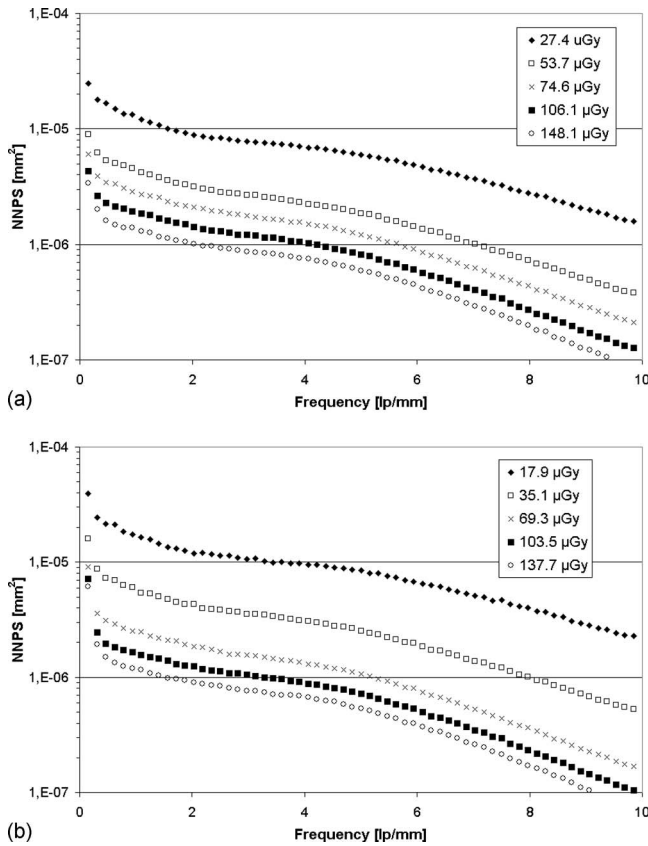 1,E-04
27.4 uGy
53.7 µGy
74.6 µGy
106.1 µGy
148.1 µGy
1,E-05
NNPS [mm²]
1,E-06
1,E-07
0 2 4 6 8 10
(a)
Frequency [lp/mm]
1,E-04
17.9 µGy
35.1 µGy
69.3 µGy
103.5 µGy
137.7 µGy
1,E-05
NNPS [mm²]
1,E-06
1,E-07
0 2 4 6 8 10
(b)
Frequency [lp/mm]